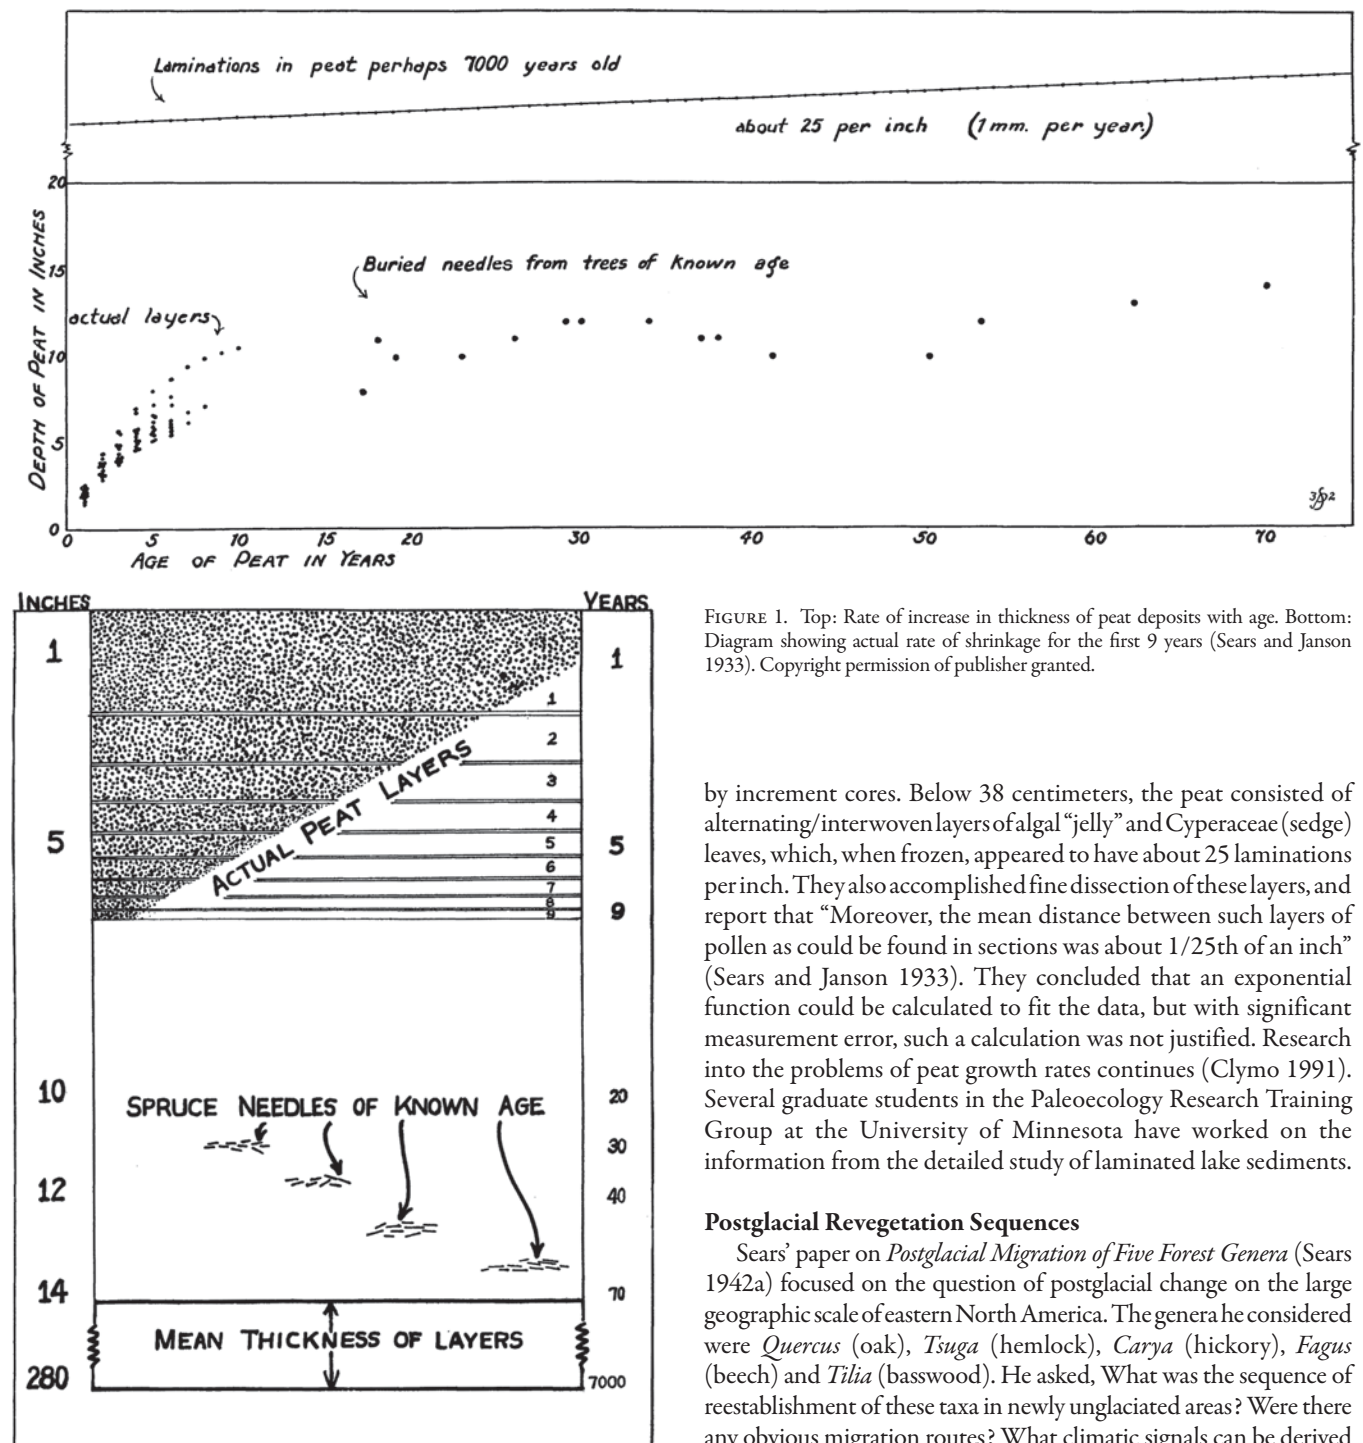 Laminations in peat perhaps 7000 years old
about 25 per inch (1 mm. per year.)
20
15
10
5
0
DEPTH OF PEAT IN INCHES
Buried needles from trees of known age
actual layers
0 5 10 15 20 30 40 50 60 70
AGE OF PEAT IN YEARS
INCHES
YEARS
1
5
10
12
14
280
1
2
3
4
5
6
7
8
9
ACTUAL PEAT LAYERS
1
5
9
20
30
40
70
7000
SPRUCE NEEDLES OF KNOWN AGE
MEAN THICKNESS OF LAYERS
FIGURE 1. Top: Rate of increase in thickness of peat deposits with age. Bottom:
Diagram showing actual rate of shrinkage for the first 9 years (Sears and Janson
1933). Copyright permission of publisher granted.
by increment cores. Below 38 centimeters, the peat consisted of
alternating/interwoven layers of algal “jelly” and Cyperaceae (sedge)
leaves, which, when frozen, appeared to have about 25 laminations
per inch. They also accomplished fine dissection of these layers, and
report that “Moreover, the mean distance between such layers of
pollen as could be found in sections was about 1/25th of an inch”
(Sears and Janson 1933). They concluded that an exponential
function could be calculated to fit the data, but with significant
measurement error, such a calculation was not justified. Research
into the problems of peat growth rates continues (Clymo 1991).
Several graduate students in the Paleoecology Research Training
Group at the University of Minnesota have worked on the
information from the detailed study of laminated lake sediments.
Postglacial Revegetation Sequences
Sears’ paper on Postglacial Migration of Five Forest Genera (Sears
1942a) focused on the question of postglacial change on the large
geographic scale of eastern North America. The genera he considered
were Quercus (oak), Tsuga (hemlock), Carya (hickory), Fagus
(beech) and Tilia (basswood). He asked, What was the sequence of
reestablishment of these taxa in newly unglaciated areas? Were there
any obvious migration routes? What climatic signals can be derived